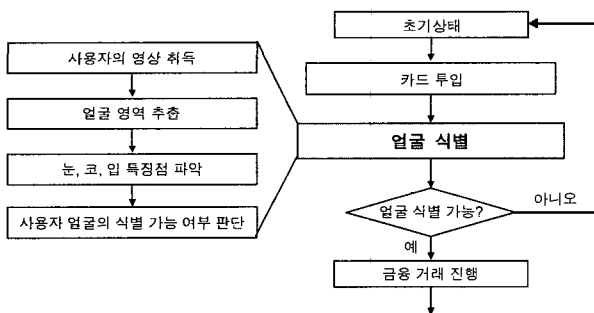 초기상태
카드 투입
얼굴 식별
얼굴 식별 가능?
아니오
예
금융 거래 진행
사용자의 영상 취득
얼굴 영역 추출
눈, 코, 입 특징점 파악
사용자 얼굴의 식별 가능 여부 판단